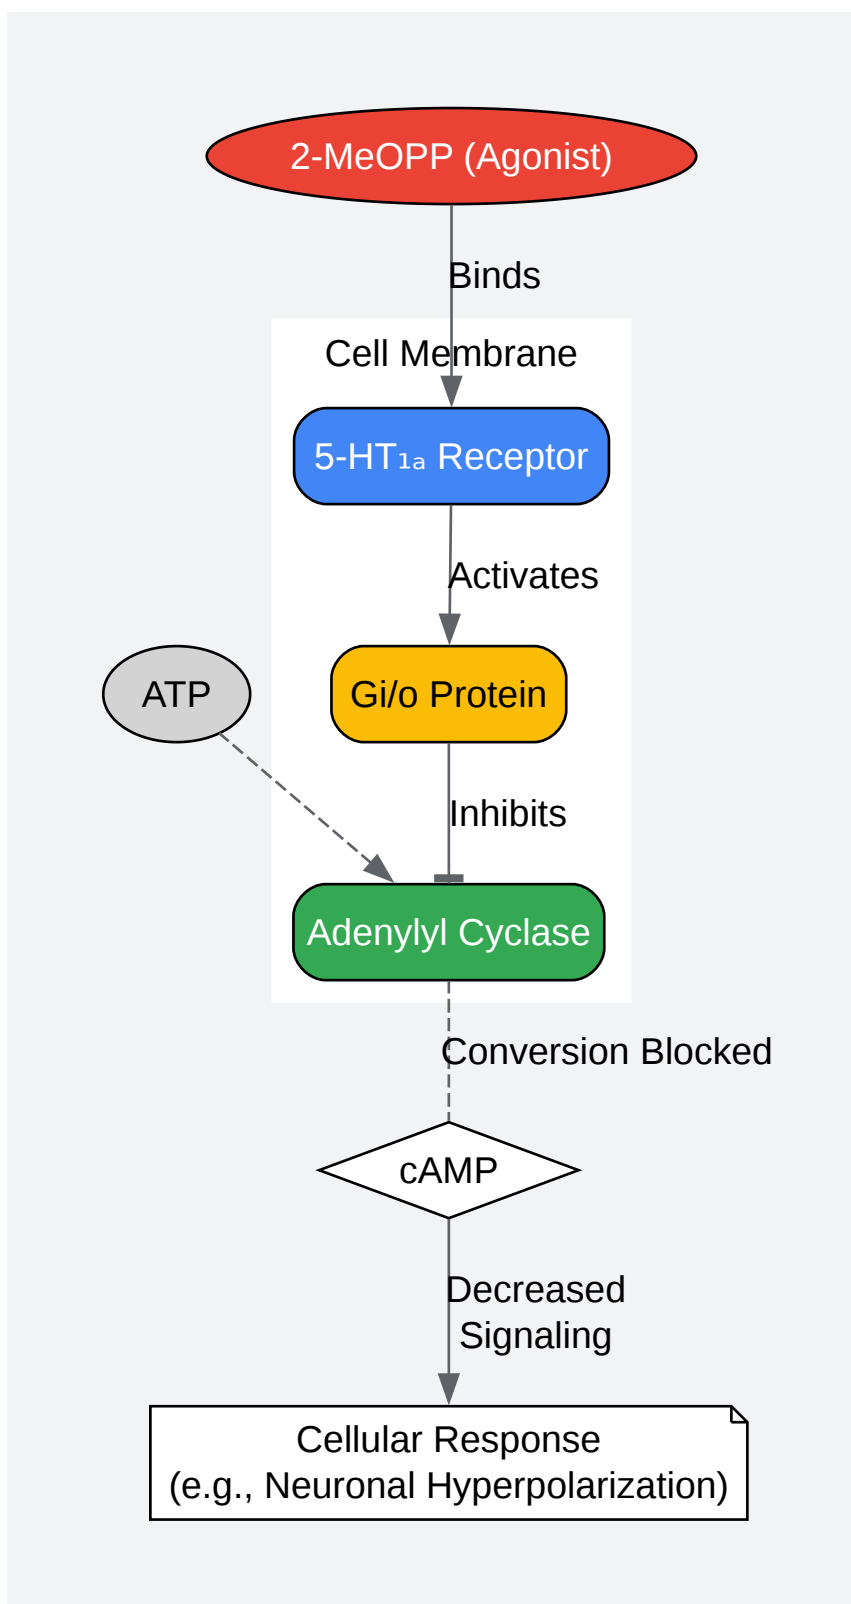 2-MeOPP (Agonist)
Binds
Cell Membrane
5-HT₁ₐ Receptor
Activates
ATP
Gi/o Protein
Inhibits
Adenylyl Cyclase
Conversion Blocked
cAMP
Decreased
Signaling
Cellular Response
(e.g., Neuronal Hyperpolarization)